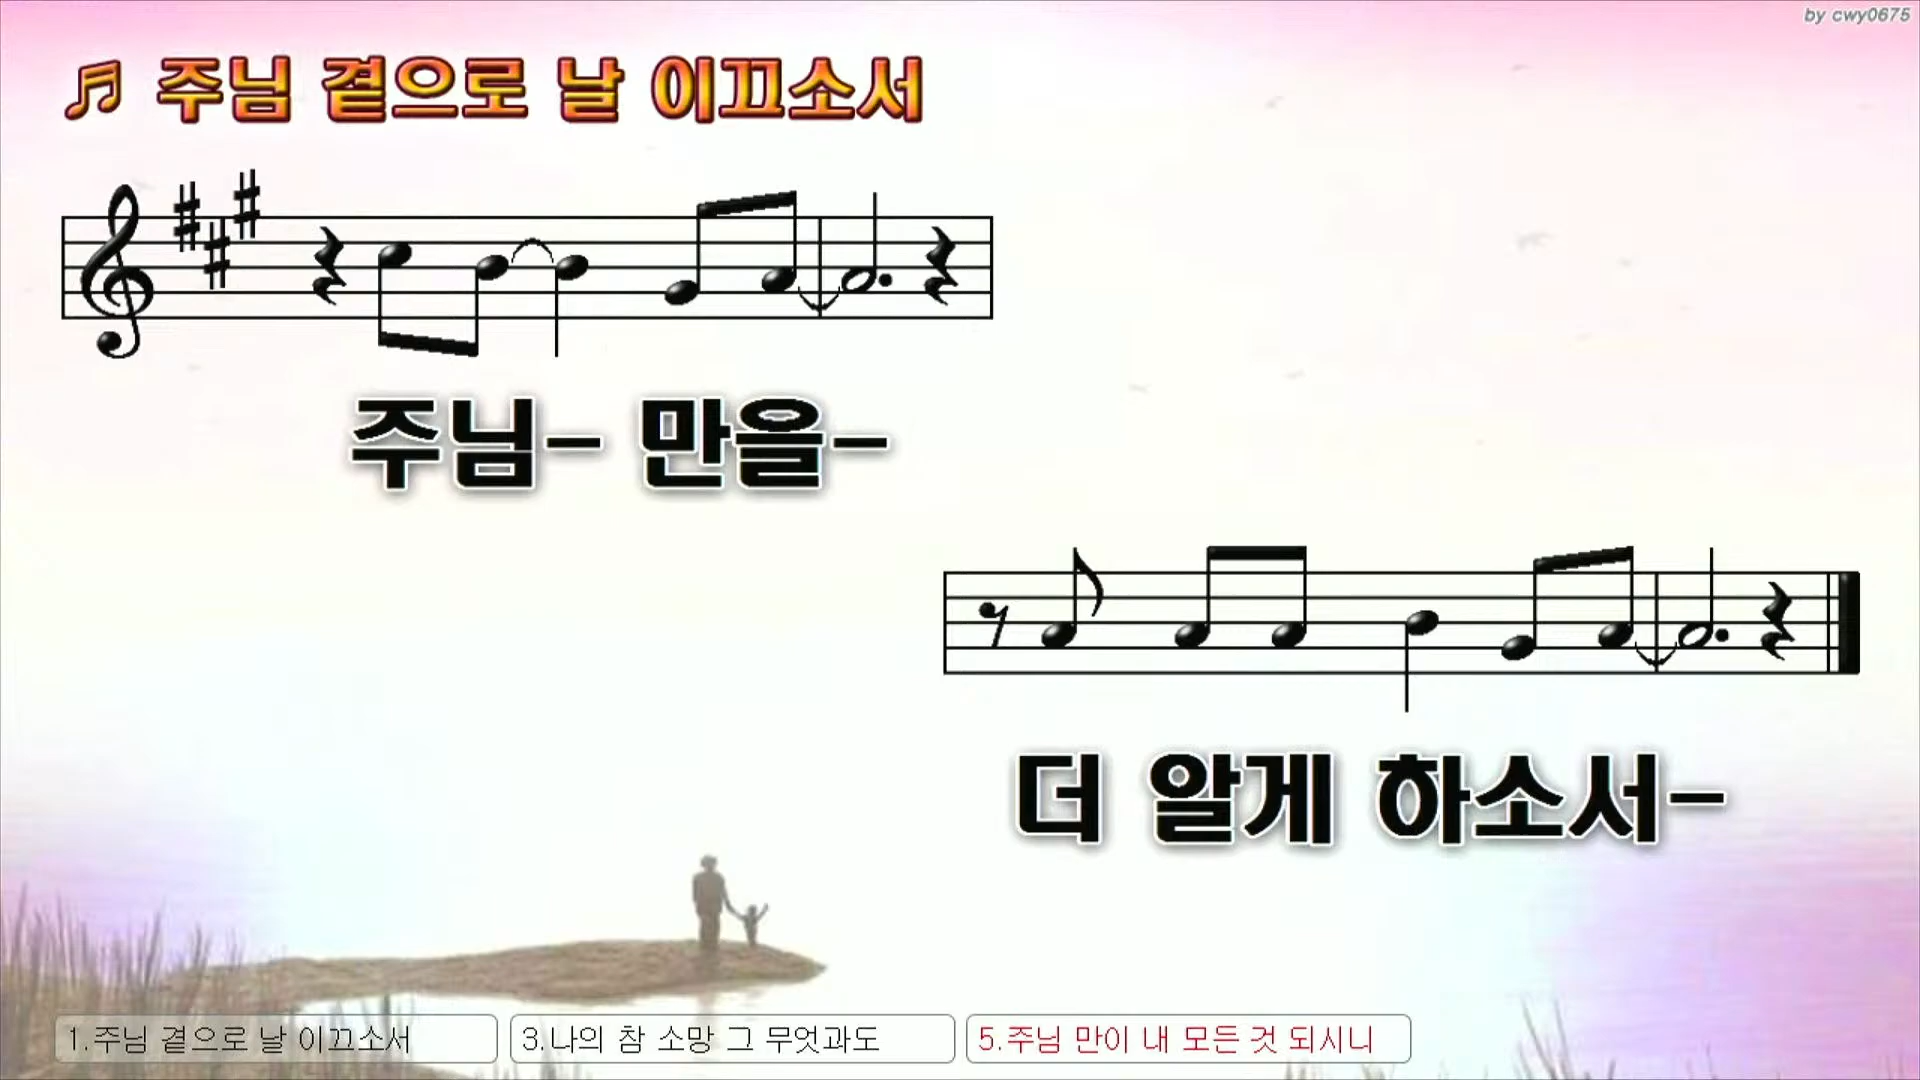 by cwy0675
♬ 주님 곁으로 날 이끄소서
주님- 만을-
더 알게 하소서-
1.주님 곁으로 날 이끄소서
3.나의 참 소망 그 무엇과도
5.주님 만이 내 모든 것 되시니